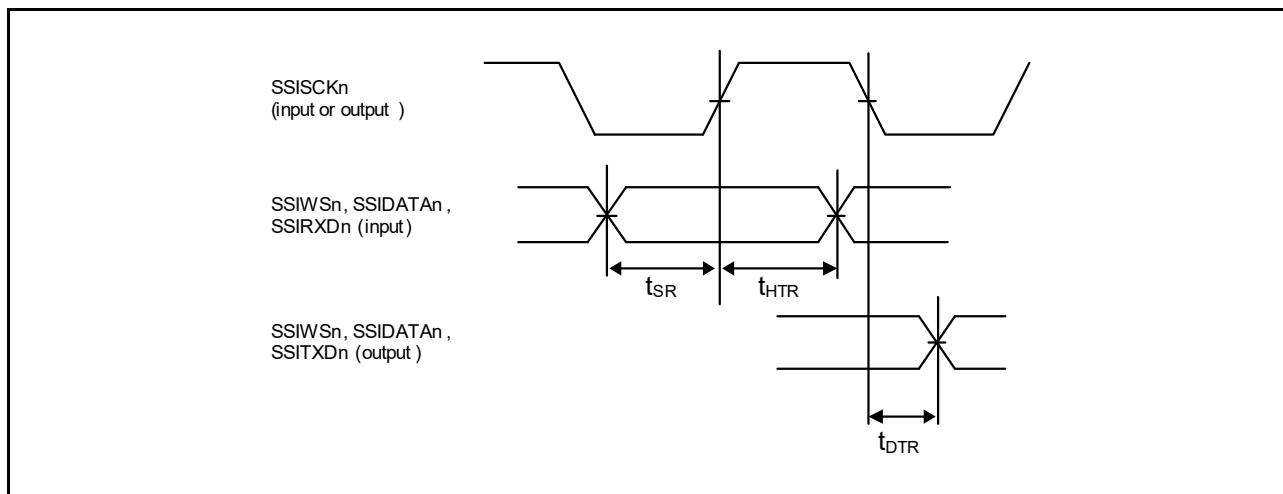 SSISCKn
(input or output )
SSIWSn, SSIDATAn ,
SSIRXDn (input)
tSR
tHTR
SSIWSn, SSIDATAn ,
SSITXDn (output )
tDTR